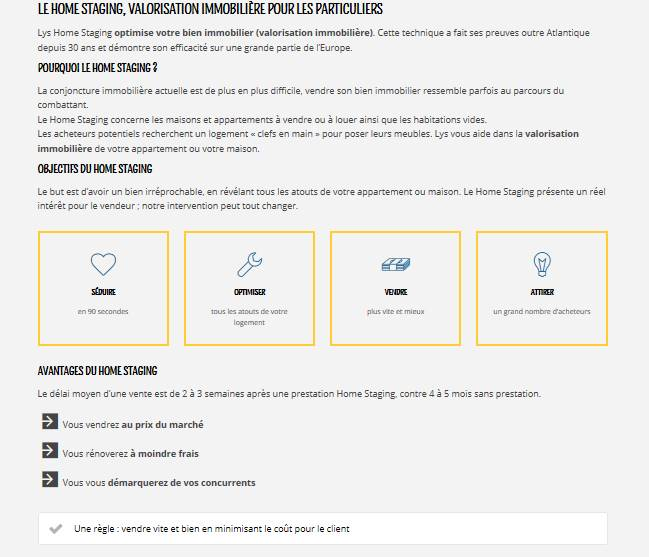 LE HOME STAGING, VALORISATION IMMOBILIÈRE POUR LES PARTICULIERS
Lys Home Staging optimise votre bien immobilier (valorisation immobilière). Cette technique a fait ses preuves outre Atlantique
depuis 30 ans et démontre son efficacité sur une grande partie de l'Europe.
POURQUOI LE HOME STAGING ?
La conjoncture immobilière actuelle est de plus en plus difficile, vendre son bien immobilier ressemble parfois au parcours du
combattant.
Le Home Staging concerne les maisons et appartements à vendre ou à louer ainsi que les habitations vides.
Les acheteurs potentiels recherchent un logement « clefs en main » pour poser leurs meubles. Lys vous aide dans la valorisation
immobilière de votre appartement ou votre maison.
OBJECTIFS DU HOME STAGING
Le but est d'avoir un bien irréprochable, en révélant tous les atouts de votre appartement ou maison. Le Home Staging présente un réel
intérêt pour le vendeur ; notre intervention peut tout changer.
SÉDUIRE
en 90 secondes
OPTIMISER
tous les atouts de votre
logement
VENDRE
plus vite et mieux
ATTIRER
un grand nombre d'acheteurs
AVANTAGES DU HOME STAGING
Le délai moyen d'une vente est de 2 à 3 semaines après une prestation Home Staging, contre 4 à 5 mois sans prestation.
Vous vendrez au prix du marché
Vous rénoverez à moindre frais
Vous vous démarquerez de vos concurrents
Une règle : vendre vite et bien en minimisant le coût pour le client